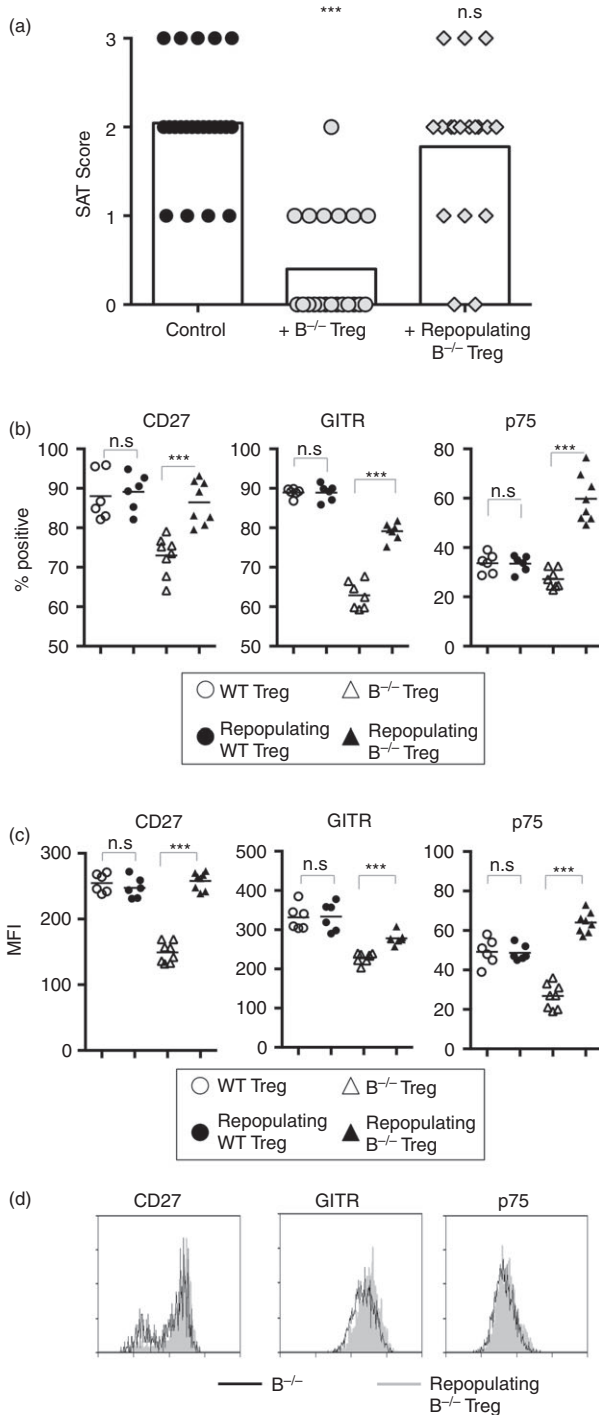 (a)
*** n.s
3
2
1
0
SAT Score
Control + B⁻/⁻ Treg + Repopulating
B⁻/⁻ Treg
(b)
CD27 GITR p75
n.s *** n.s *** n.s ***
100 100 80
90 90 60
80 80 40
70 70 20
60 60
50 50 0
% positive
WT Treg B⁻/⁻ Treg
Repopulating Repopulating
WT Treg B⁻/⁻ Treg
(c)
CD27 GITR p75
n.s *** n.s *** n.s ***
300 500 100
400 80
200 300 60
100 200 40
100 20
0 0 0
MFI
WT Treg B⁻/⁻ Treg
Repopulating Repopulating
WT Treg B⁻/⁻ Treg
(d)
CD27 GITR p75
B⁻/⁻ Repopulating
B⁻/⁻ Treg